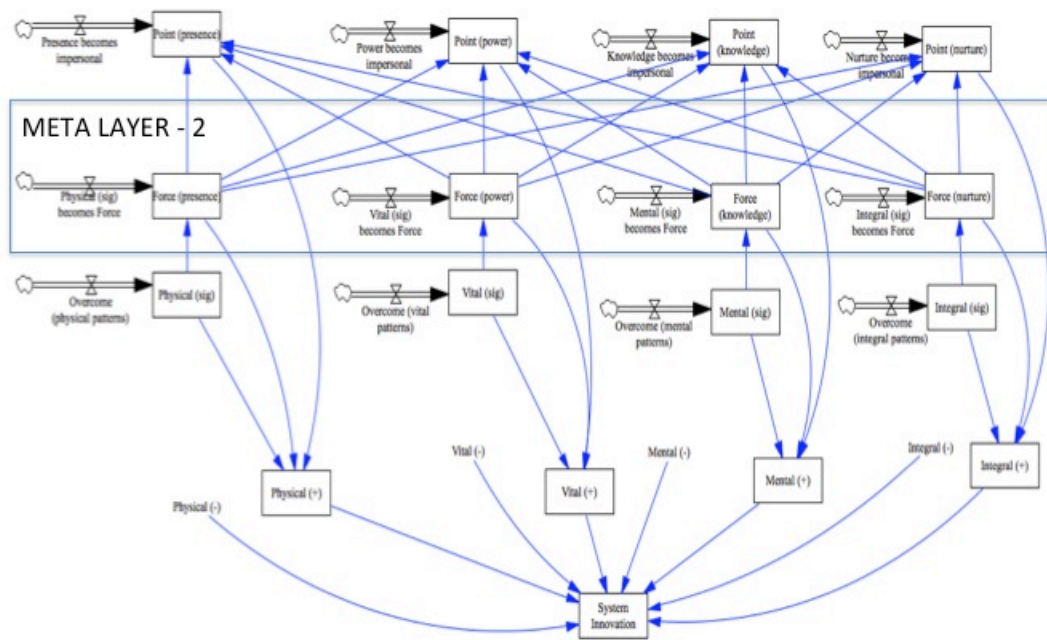 Presence becomes
impersonal
Point (presence)
Power becomes
impersonal
Point (power)
Knowledge becomes
impersonal
Point
(knowledge)
Nurture become
impersonal
Point (nurture)
META LAYER - 2
Physical (sig)
becomes Force
Force (presence)
Vital (sig)
becomes Force
Force (power)
Mental (sig)
becomes Force
Force
(knowledge)
Integral (sig)
becomes Force
Force (nurture)
Overcome
(physical patterns)
Physical (sig)
Overcome (vital
patterns)
Vital (sig)
Overcome (mental
patterns)
Mental (sig)
Overcome
(integral patterns)
Integral (sig)
Vital (-)
Mental (-)
Integral (-)
Physical (-)
Physical (+)
Vital (+)
Mental (+)
Integral (+)
System
Innovation